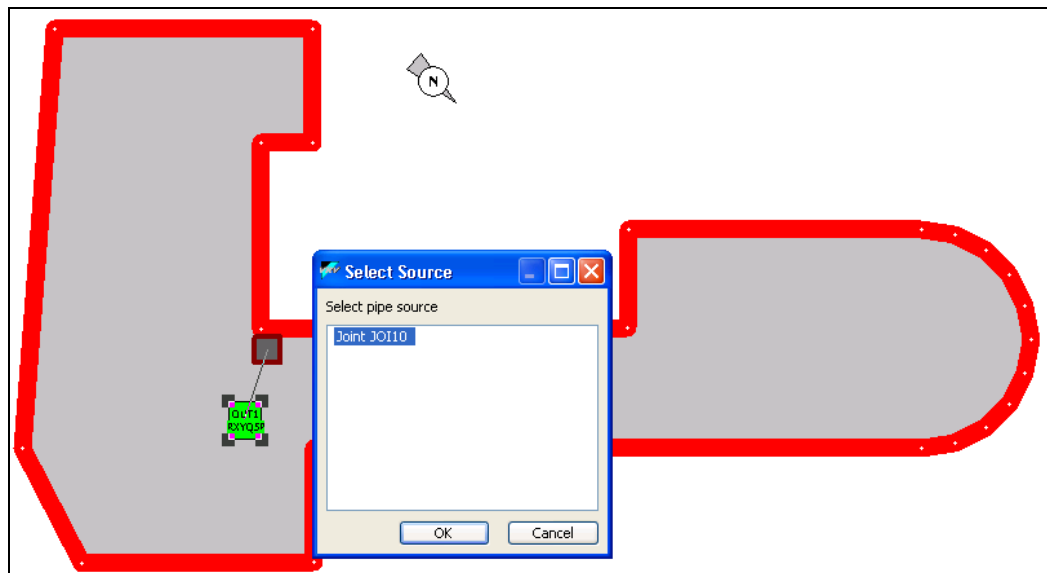 N
Select Source
Select pipe source
Joint JOI10
OUT1
RXYQ5P
OK
Cancel